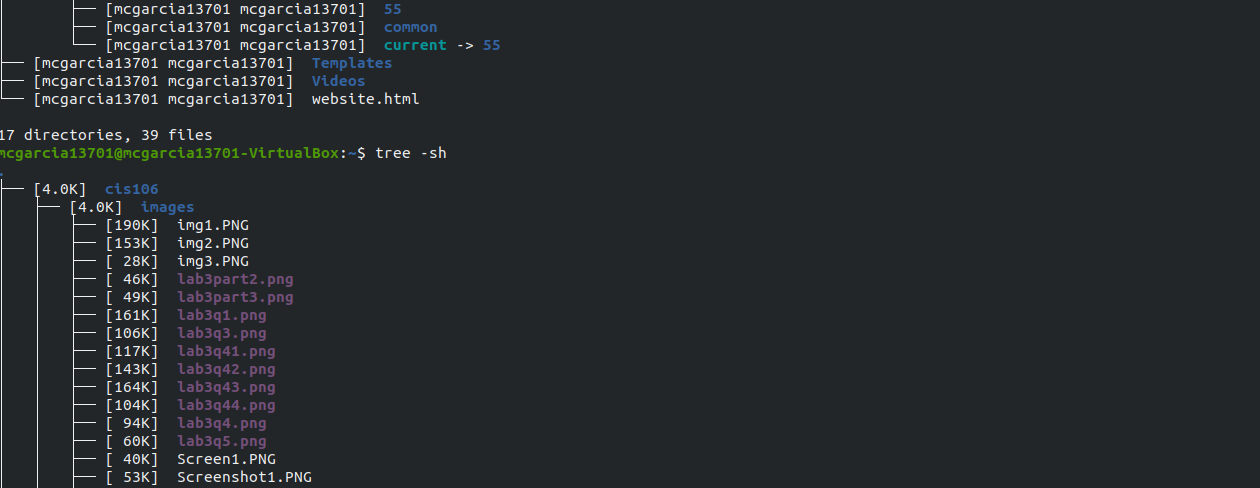 ├── [mcgarcia13701 mcgarcia13701]  55
├── [mcgarcia13701 mcgarcia13701]  common
└── [mcgarcia13701 mcgarcia13701]  current -> 55
├── [mcgarcia13701 mcgarcia13701]  Templates
├── [mcgarcia13701 mcgarcia13701]  Videos
└── [mcgarcia13701 mcgarcia13701]  website.html
17 directories, 39 files
mcgarcia13701@mcgarcia13701-VirtualBox:~$ tree -sh
.
├── [4.0K]  cis106
│   ├── [4.0K]  images
│   │   ├── [190K]  img1.PNG
│   │   ├── [153K]  img2.PNG
│   │   ├── [ 28K]  img3.PNG
│   │   ├── [ 46K]  lab3part2.png
│   │   ├── [ 49K]  lab3part3.png
│   │   ├── [161K]  lab3q1.png
│   │   ├── [106K]  lab3q3.png
│   │   ├── [117K]  lab3q41.png
│   │   ├── [143K]  lab3q42.png
│   │   ├── [164K]  lab3q43.png
│   │   ├── [104K]  lab3q44.png
│   │   ├── [ 94K]  lab3q4.png
│   │   ├── [ 60K]  lab3q5.png
│   │   ├── [ 40K]  Screen1.PNG
│   │   ├── [ 53K]  Screenshot1.PNG